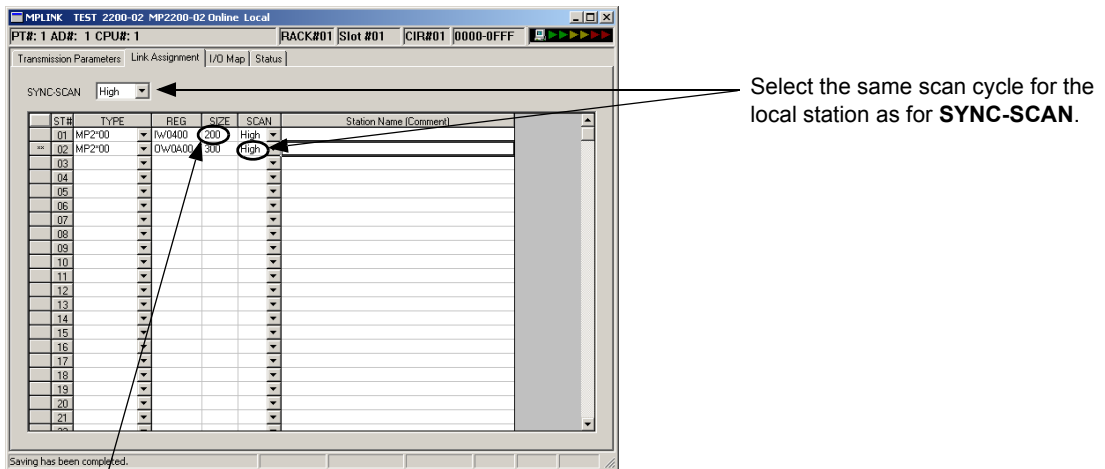 MPLINK TEST 2200-02 MP2200-02 Online Local
PT#: 1 AD#: 1 CPU#: 1 RACK#01 Slot #01 CIR#01 0000-0FFF
Transmission Parameters Link Assignment I/O Map Status
SYNC-SCAN High
Select the same scan cycle for the
local station as for SYNC-SCAN.
ST# TYPE REG SIZE SCAN Station Name (Comment)
01 MP2*00 IW0400 200 High
** 02 MP2*00 OW0A00 300 High
03
04
05
06
07
08
09
10
11
12
13
14
15
16
17
18
19
20
21
Saving has been completed.